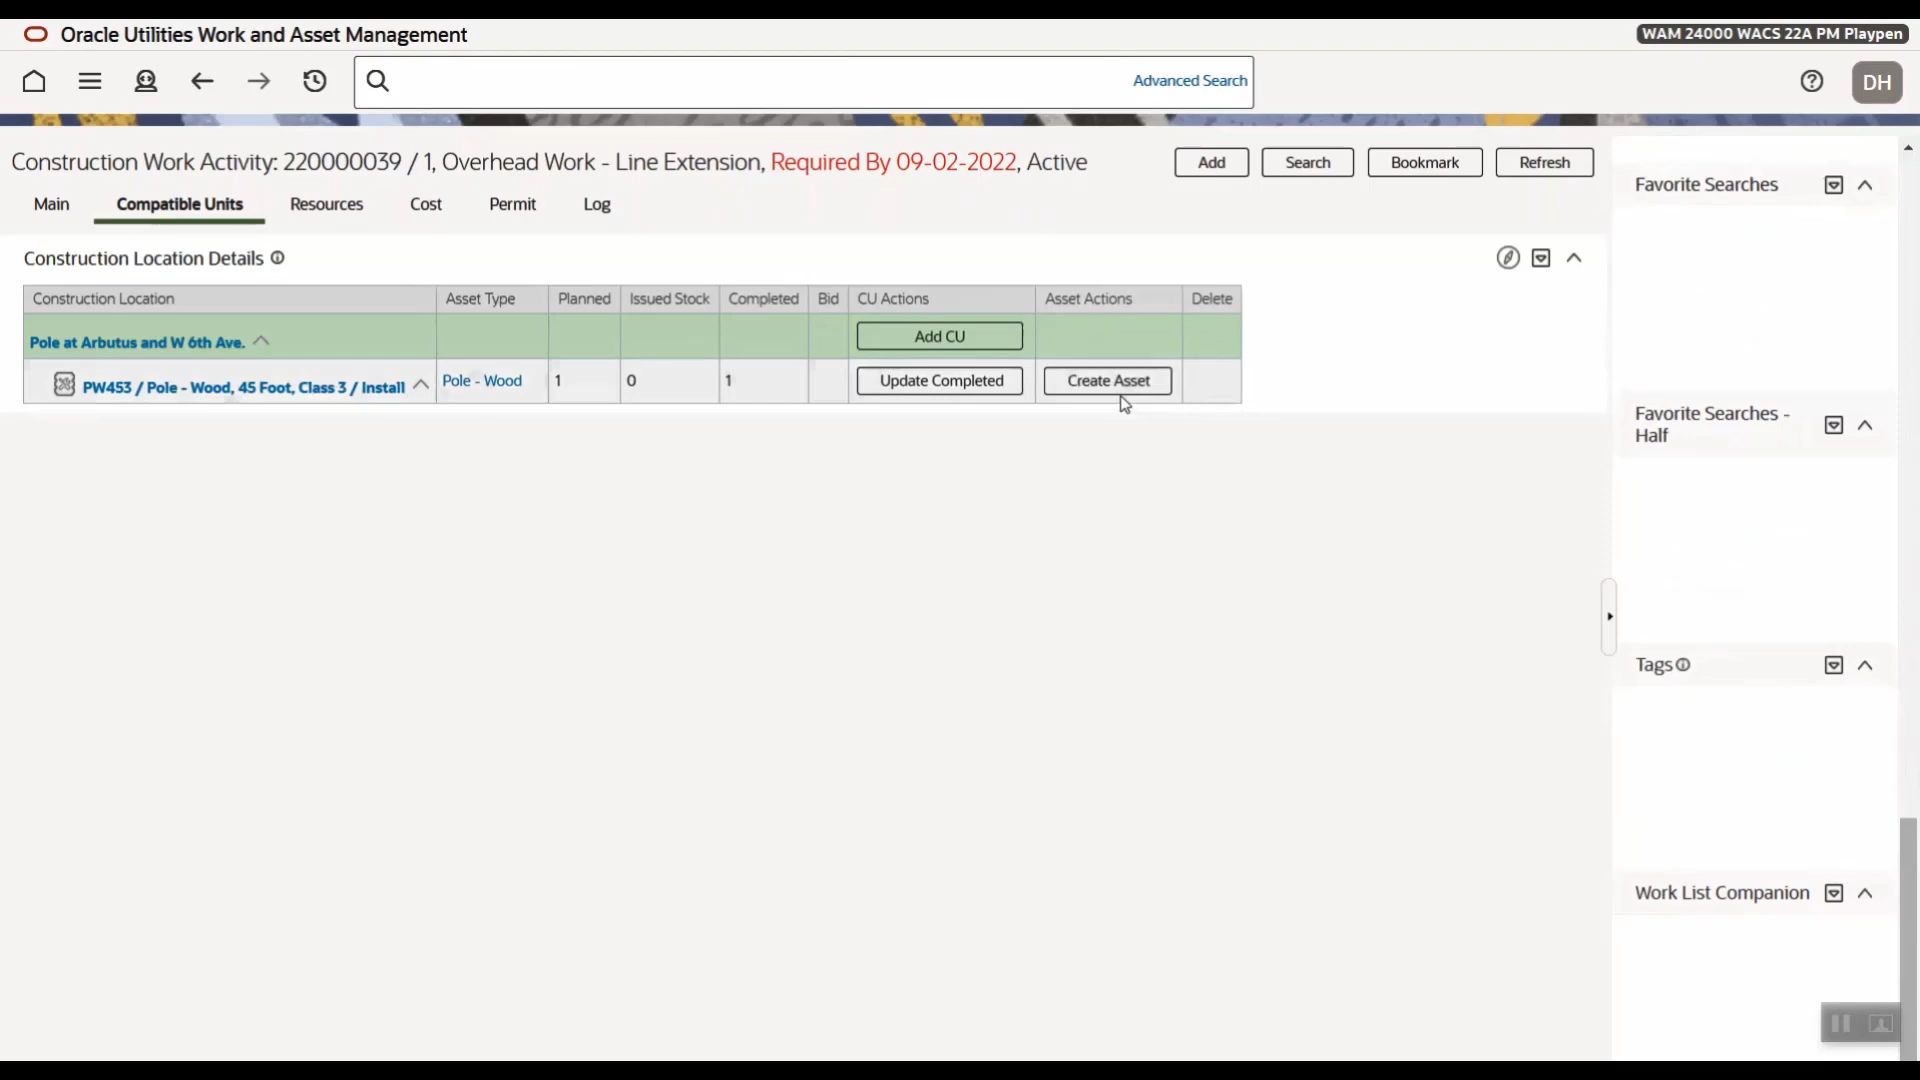 Oracle Utilities Work and Asset Management
WAM 24000 WACS 22A PM Playpen
Advanced Search
DH
Construction Work Activity: 220000039 / 1, Overhead Work - Line Extension, Required By 09-02-2022, Active
Add Search Bookmark Refresh
Main Compatible Units Resources Cost Permit Log
Construction Location Details
Construction Location Asset Type Planned Issued Stock Completed Bid CU Actions Asset Actions Delete
Pole at Arbutus and W 6th Ave. Add CU
PW453 / Pole - Wood, 45 Foot, Class 3 / Install Pole - Wood 1 0 1 Update Completed Create Asset
Favorite Searches
Favorite Searches -
Half
Tags
Work List Companion